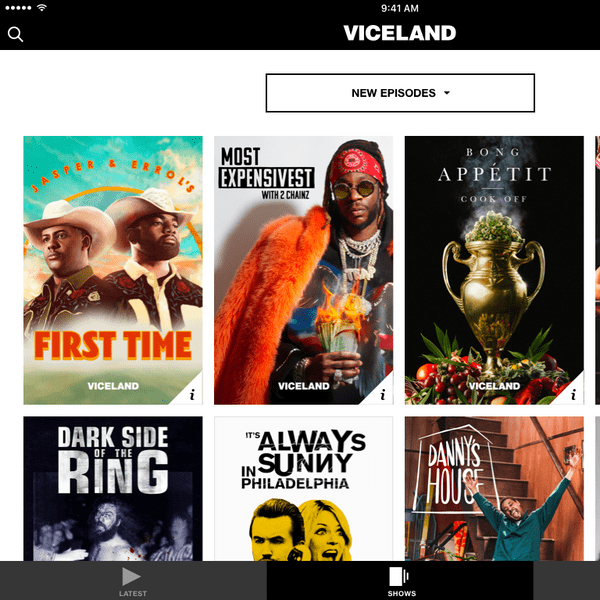 9:41 AM
VICELAND
NEW EPISODES
JASPER & ERROL'S
FIRST TIME
VICELAND
i
MOST
EXPENSIVEST
WITH 2 CHAINZ
VICELAND
i
BONG
APPÉTIT
COOK OFF
VICELAND
i
DARK SIDE
OF THE
RING
IT'S ALWAYS
IN SUNNY
PHILADELPHIA
DANNY'S
HOUSE
LATEST
SHOWS